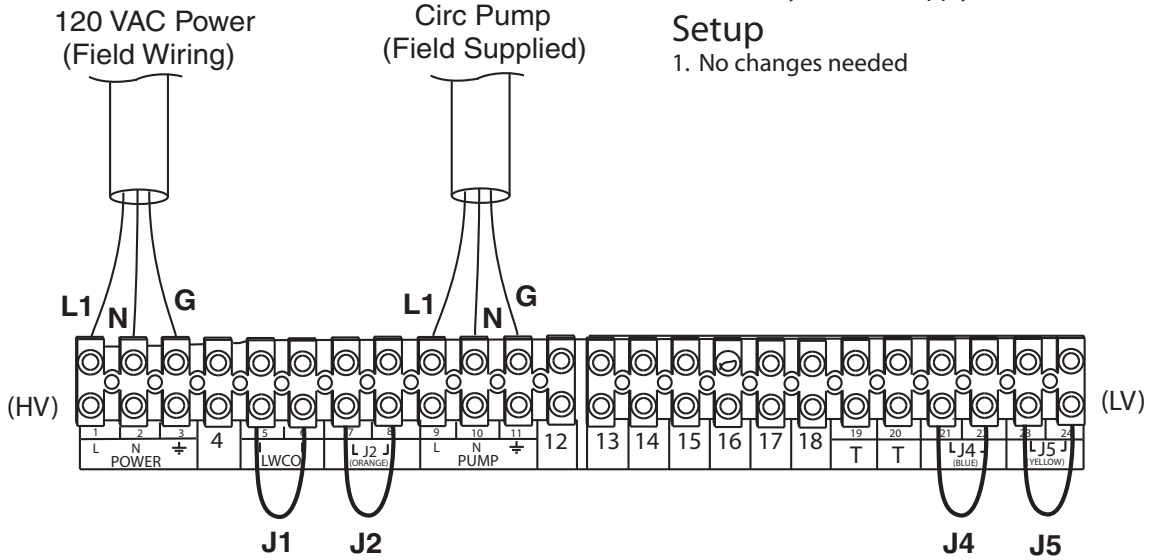 120 VAC Power
(Field Wiring)
Circ Pump
(Field Supplied)
Setup
1. No changes needed
L1 N G
L1 N G
(HV)
(LV)
1 2 3
L N
POWER
4
5 6
LWCO
7 8
J2
(ORANGE)
9 10 11
L N
PUMP
12
13 14 15 16 17 18
19 20
T T
21 22
J4
(BLUE)
23 24
J5
(YELLOW)
J1 J2 J4 J5